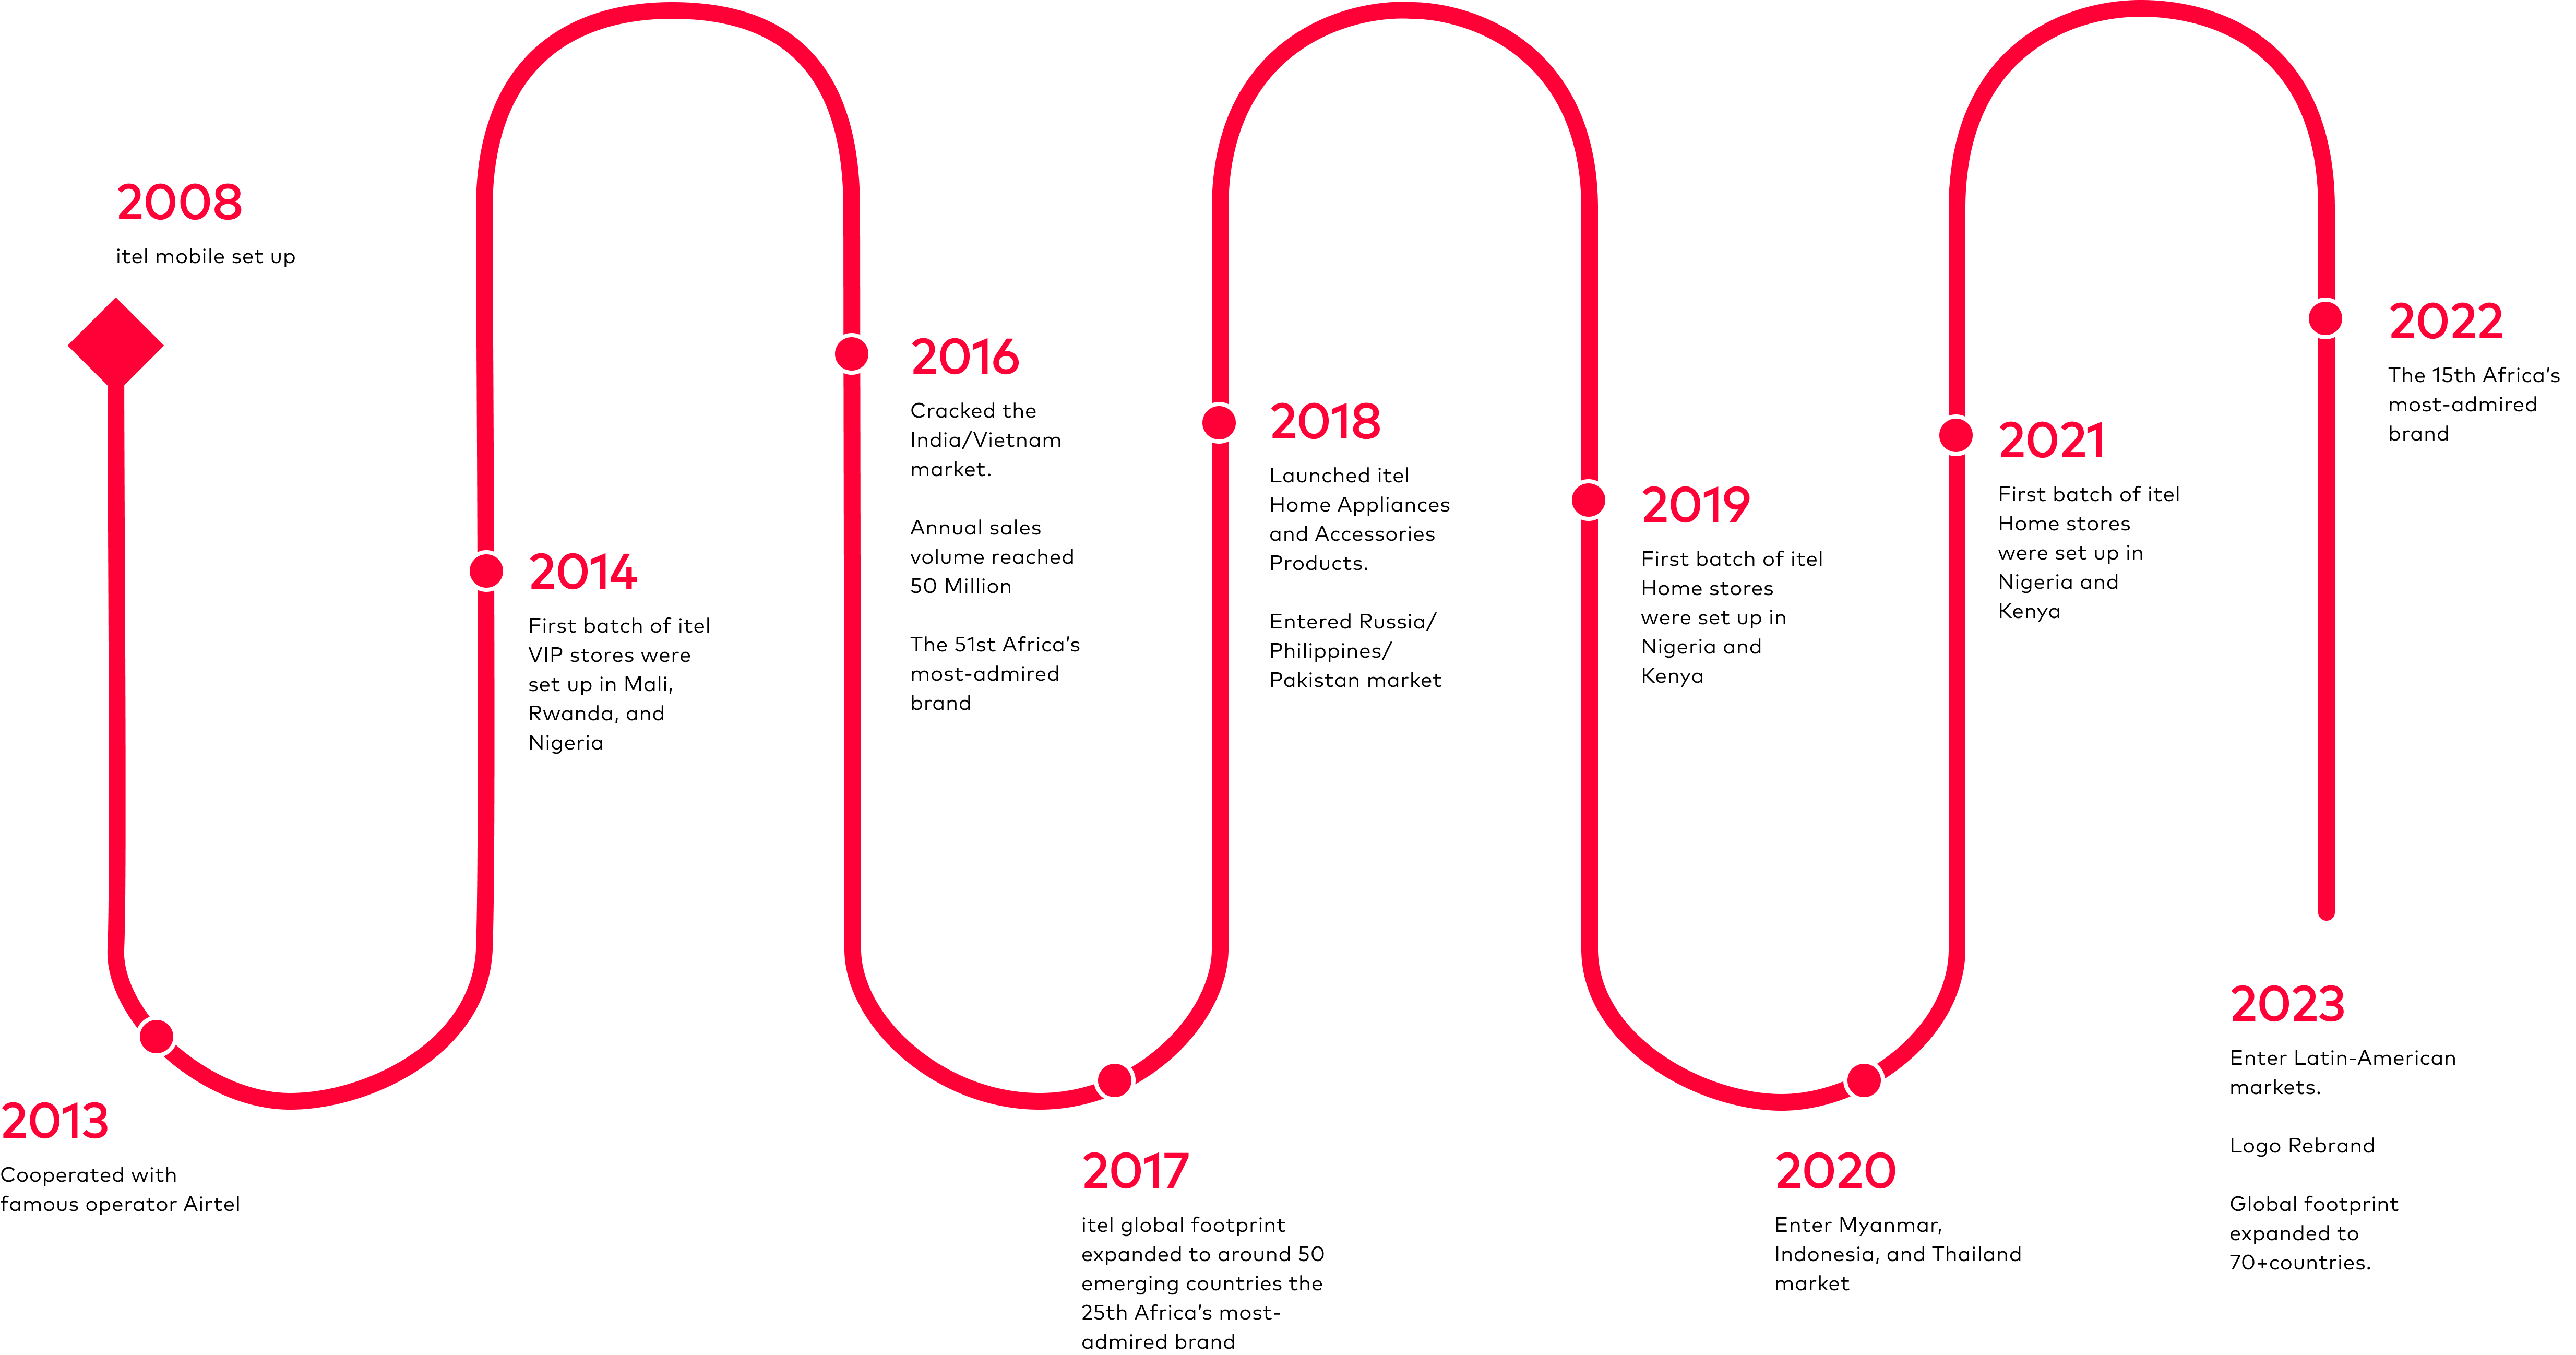 2008
itel mobile set up
2013
Cooperated with
famous operator Airtel
2014
First batch of itel
VIP stores were
set up in Mali,
Rwanda, and
Nigeria
2016
Cracked the
India/Vietnam
market.
Annual sales
volume reached
50 Million
The 51st Africa’s
most-admired
brand
2017
itel global footprint
expanded to around 50
emerging countries the
25th Africa’s most-
admired brand
2018
Launched itel
Home Appliances
and Accessories
Products.
Entered Russia/
Philippines/
Pakistan market
2019
First batch of itel
Home stores
were set up in
Nigeria and
Kenya
2020
Enter Myanmar,
Indonesia, and Thailand
market
2021
First batch of itel
Home stores
were set up in
Nigeria and
Kenya
2022
The 15th Africa’s
most-admired
brand
2023
Enter Latin-American
markets.
Logo Rebrand
Global footprint
expanded to
70+countries.